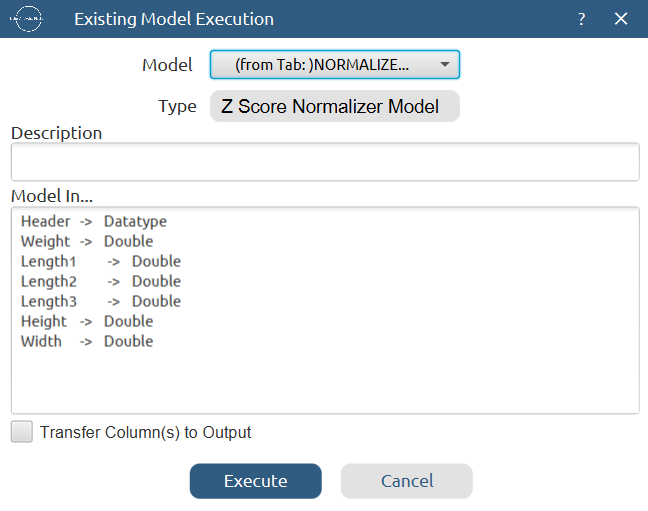 Existing Model Execution ?
Model (from Tab: )NORMALIZE...
Type Z Score Normalizer Model
Description
Model In...
Header -> Datatype
Weight -> Double
Length1 -> Double
Length2 -> Double
Length3 -> Double
Height -> Double
Width -> Double
Transfer Column(s) to Output
Execute Cancel